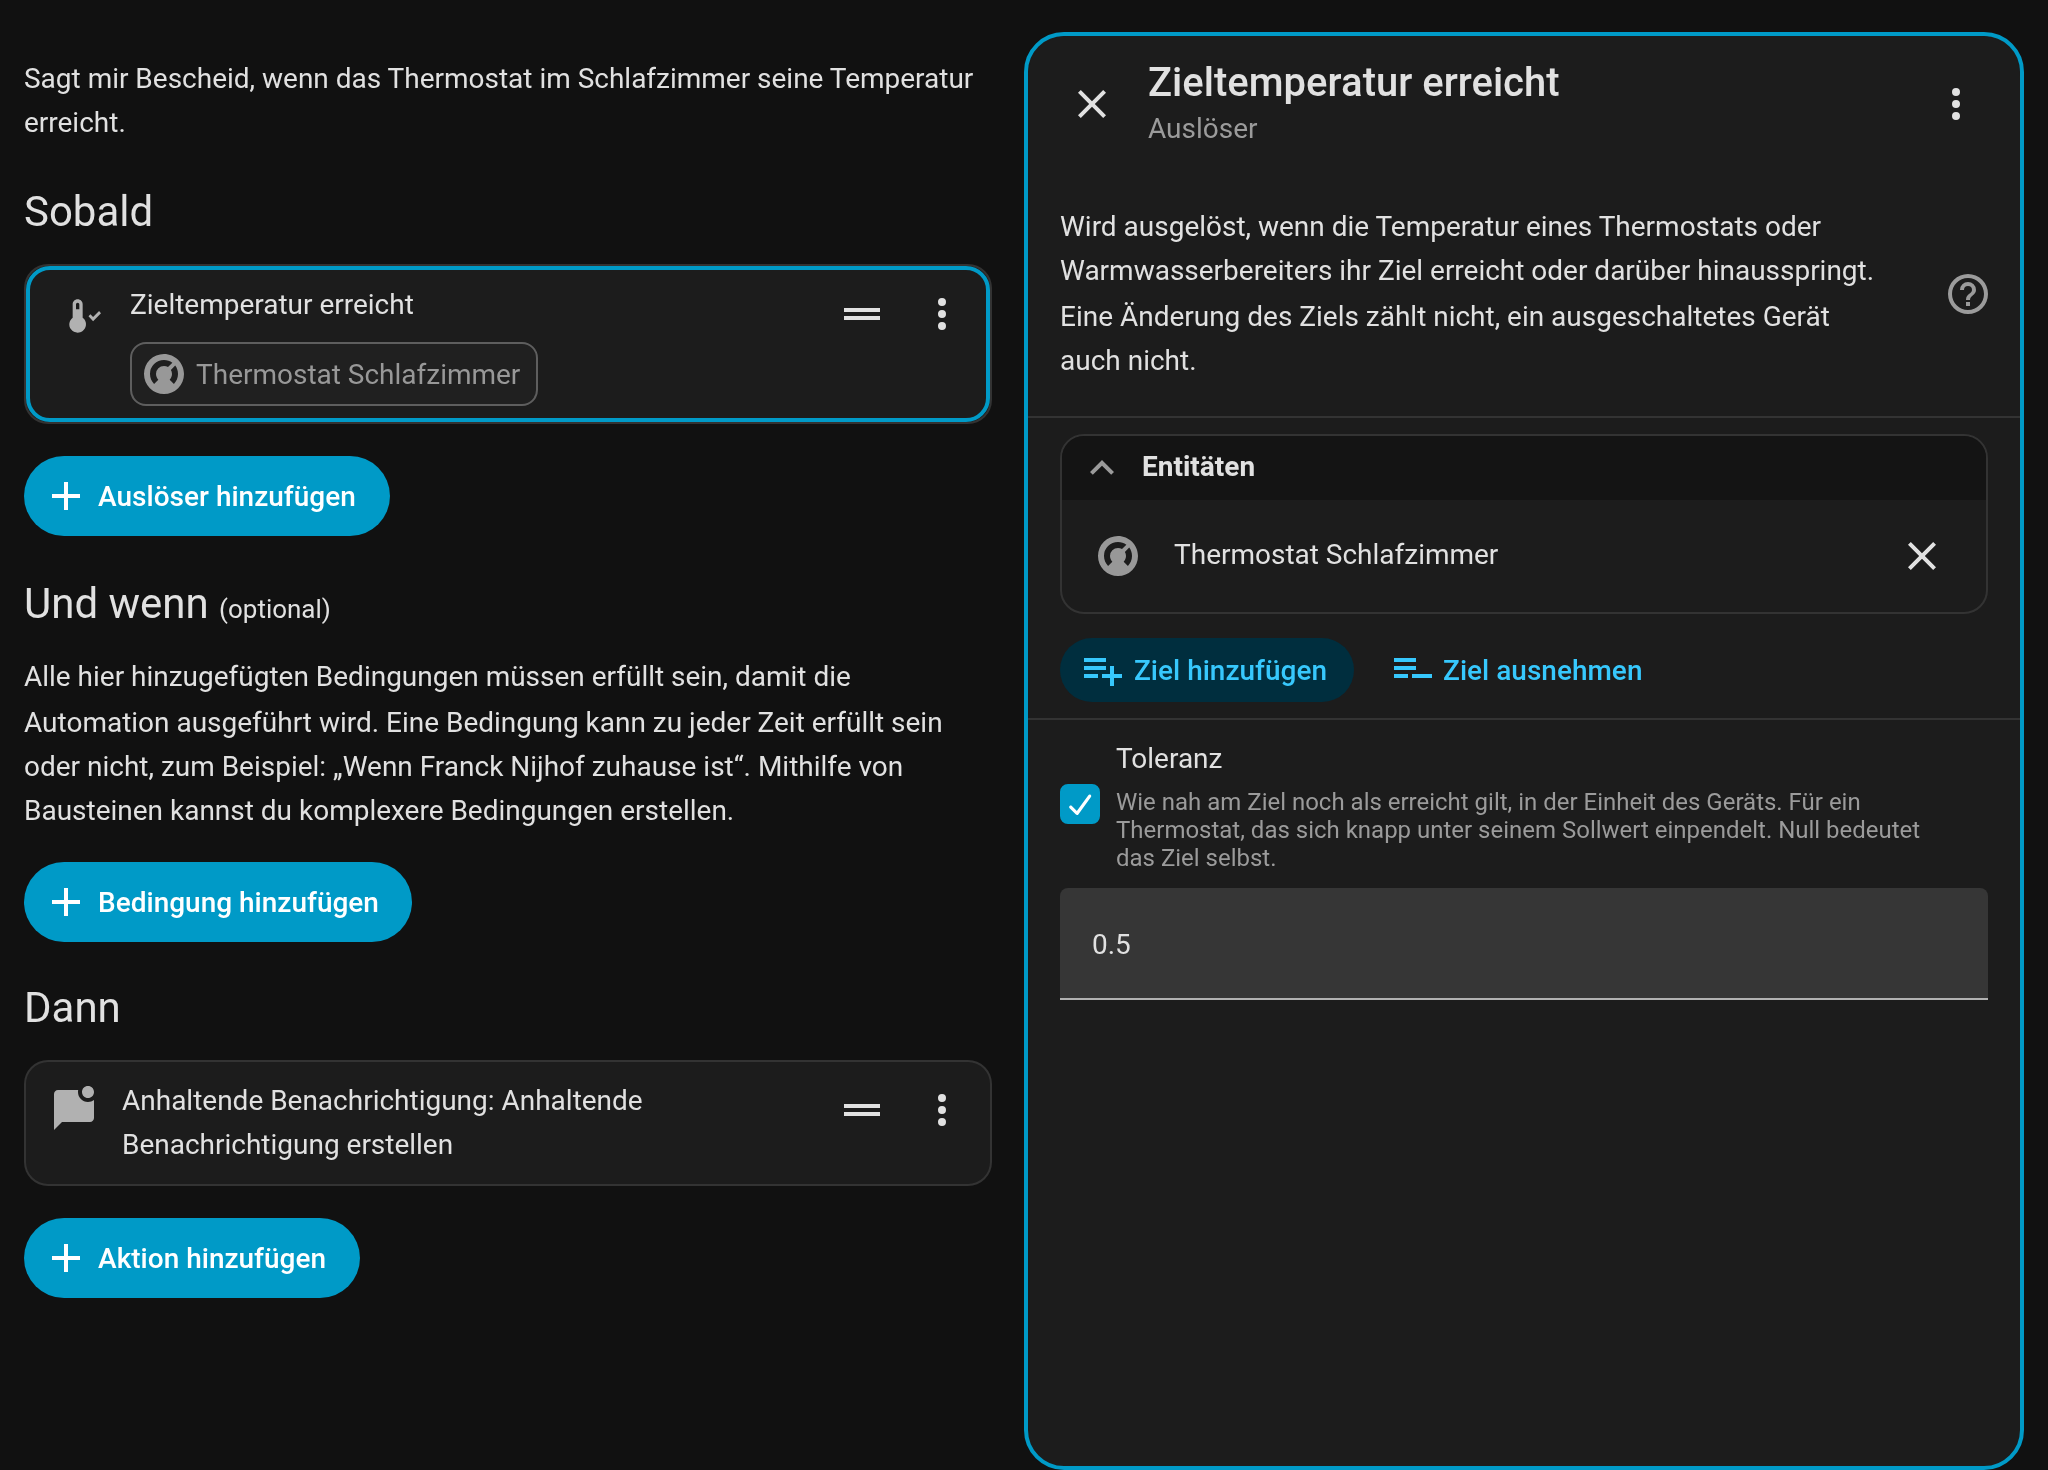 Sagt mir Bescheid, wenn das Thermostat im Schlafzimmer seine Temperatur
erreicht.
Sobald
Zieltemperatur erreicht
Thermostat Schlafzimmer
Auslöser hinzufügen
Und wenn (optional)
Alle hier hinzugefügten Bedingungen müssen erfüllt sein, damit die
Automation ausgeführt wird. Eine Bedingung kann zu jeder Zeit erfüllt sein
oder nicht, zum Beispiel: „Wenn Franck Nijhof zuhause ist“. Mithilfe von
Bausteinen kannst du komplexere Bedingungen erstellen.
Bedingung hinzufügen
Dann
Anhaltende Benachrichtigung: Anhaltende
Benachrichtigung erstellen
Aktion hinzufügen
Zieltemperatur erreicht
Auslöser
Wird ausgelöst, wenn die Temperatur eines Thermostats oder
Warmwasserbereiters ihr Ziel erreicht oder darüber hinausspringt.
Eine Änderung des Ziels zählt nicht, ein ausgeschaltetes Gerät
auch nicht.
Entitäten
Thermostat Schlafzimmer
Ziel hinzufügen
Ziel ausnehmen
Toleranz
Wie nah am Ziel noch als erreicht gilt, in der Einheit des Geräts. Für ein
Thermostat, das sich knapp unter seinem Sollwert einpendelt. Null bedeutet
das Ziel selbst.
0.5